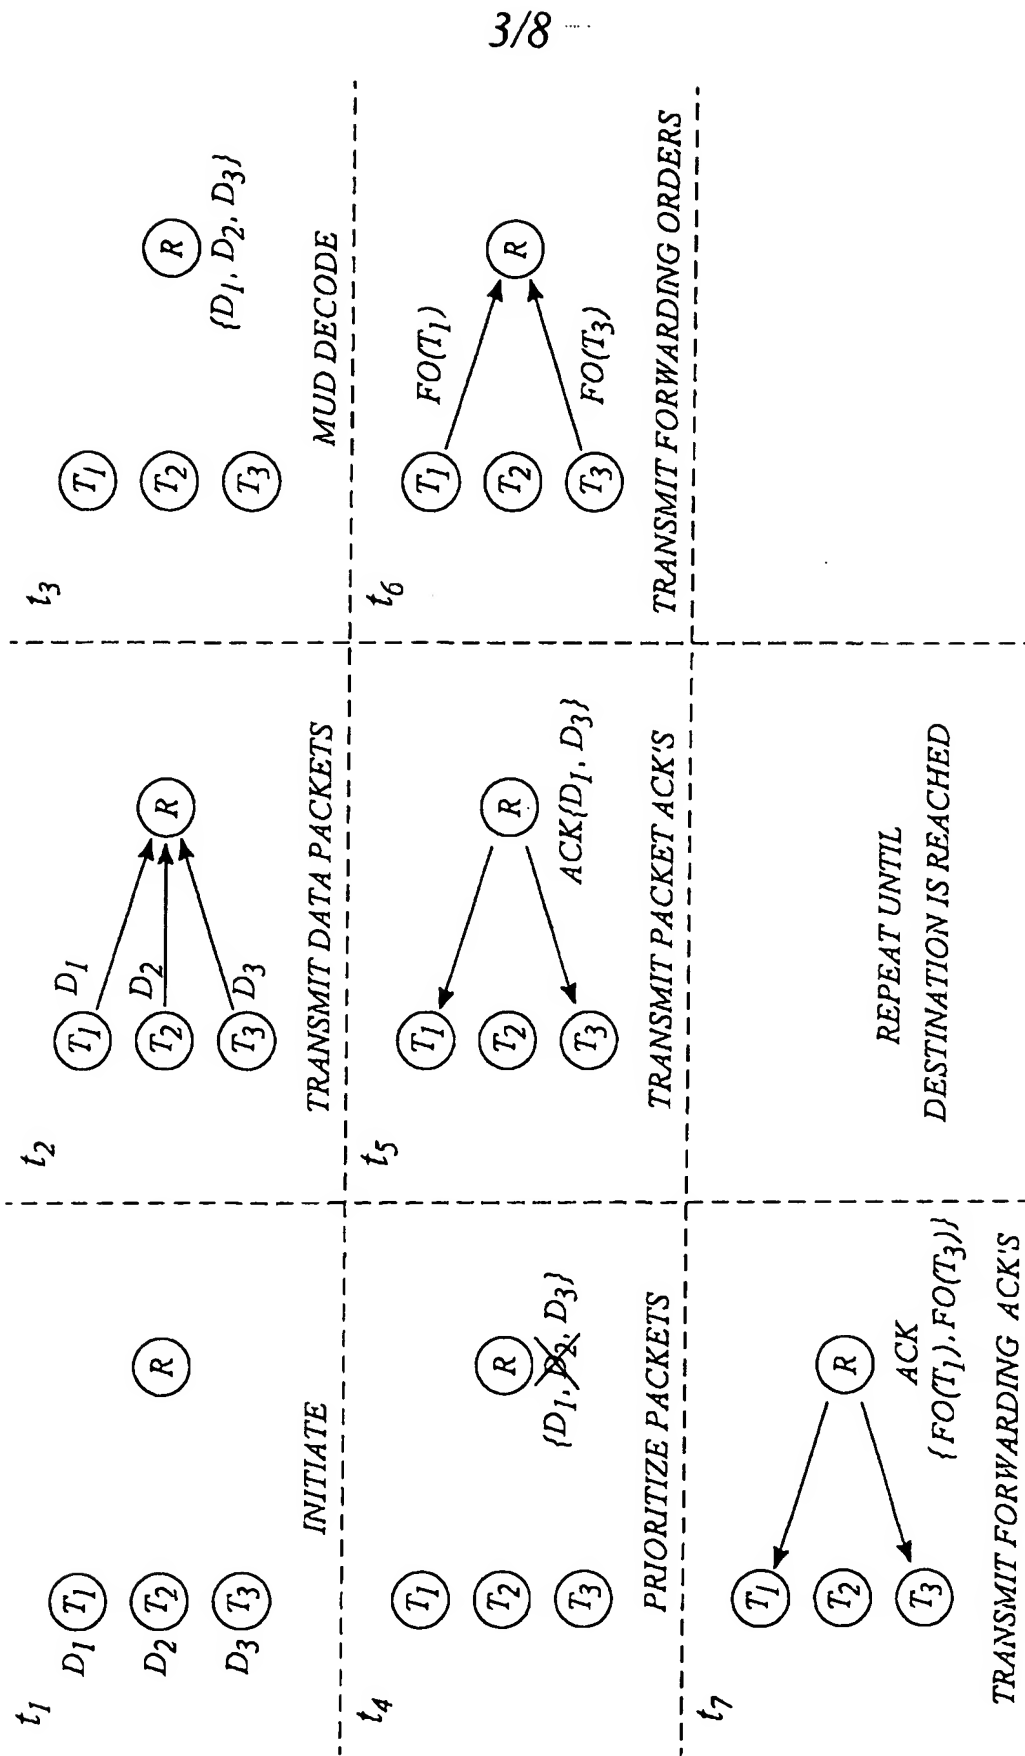 3/8
t1
D1 T1
D2 T2
D3 T3
R
INITIATE
t2
T1 D1
T2 D2
T3 D3
R
TRANSMIT DATA PACKETS
t3
T1
T2
T3
R
{D1, D2, D3}
MUD DECODE
t4
T1
T2
T3
R
{D1, D2, D3}
PRIORITIZE PACKETS
t5
T1
T2
T3
R
ACK{D1, D3}
TRANSMIT PACKET ACK'S
t6
T1
T2
T3
FO(T1)
FO(T3)
R
TRANSMIT FORWARDING ORDERS
t7
T1
T2
T3
R
ACK
{FO(T1), FO(T3)}
TRANSMIT FORWARDING ACK'S
REPEAT UNTIL
DESTINATION IS REACHED